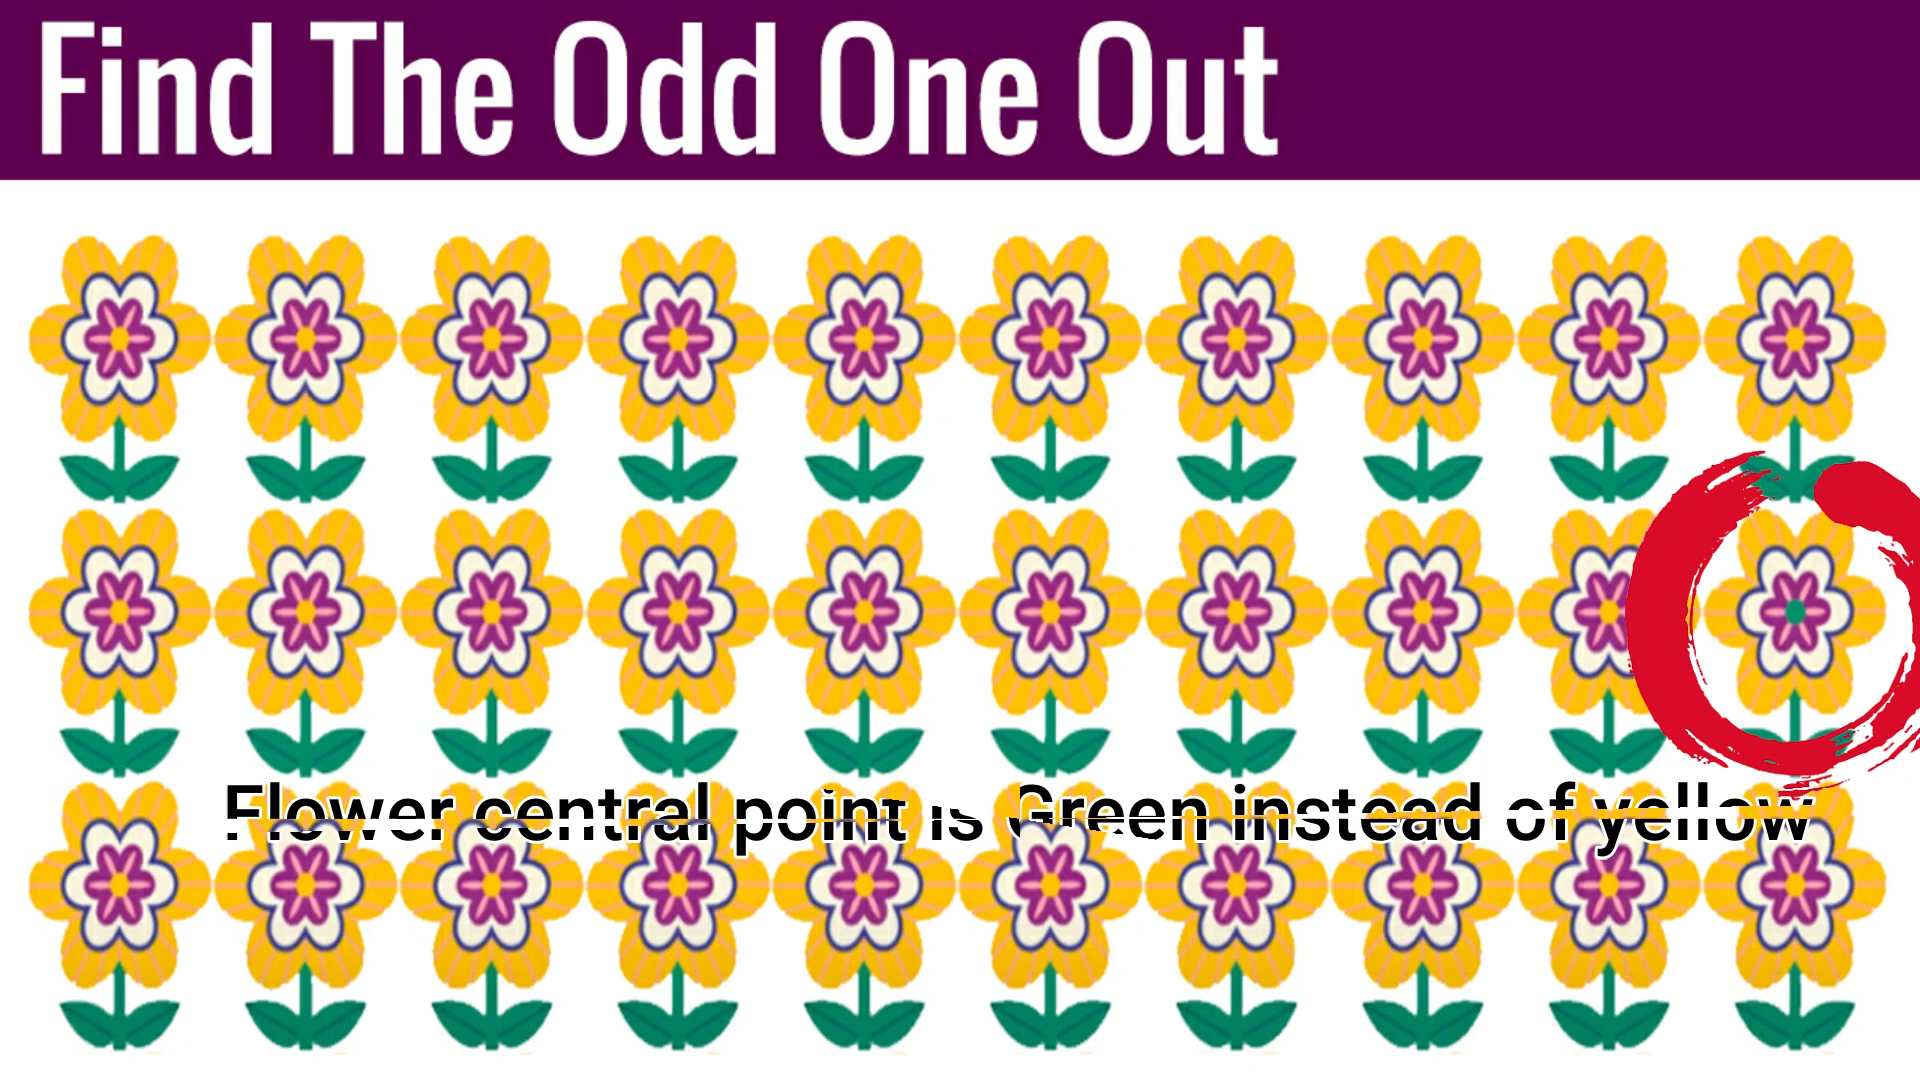 Find The Odd One Out
Flower central point is Green instead of yellow